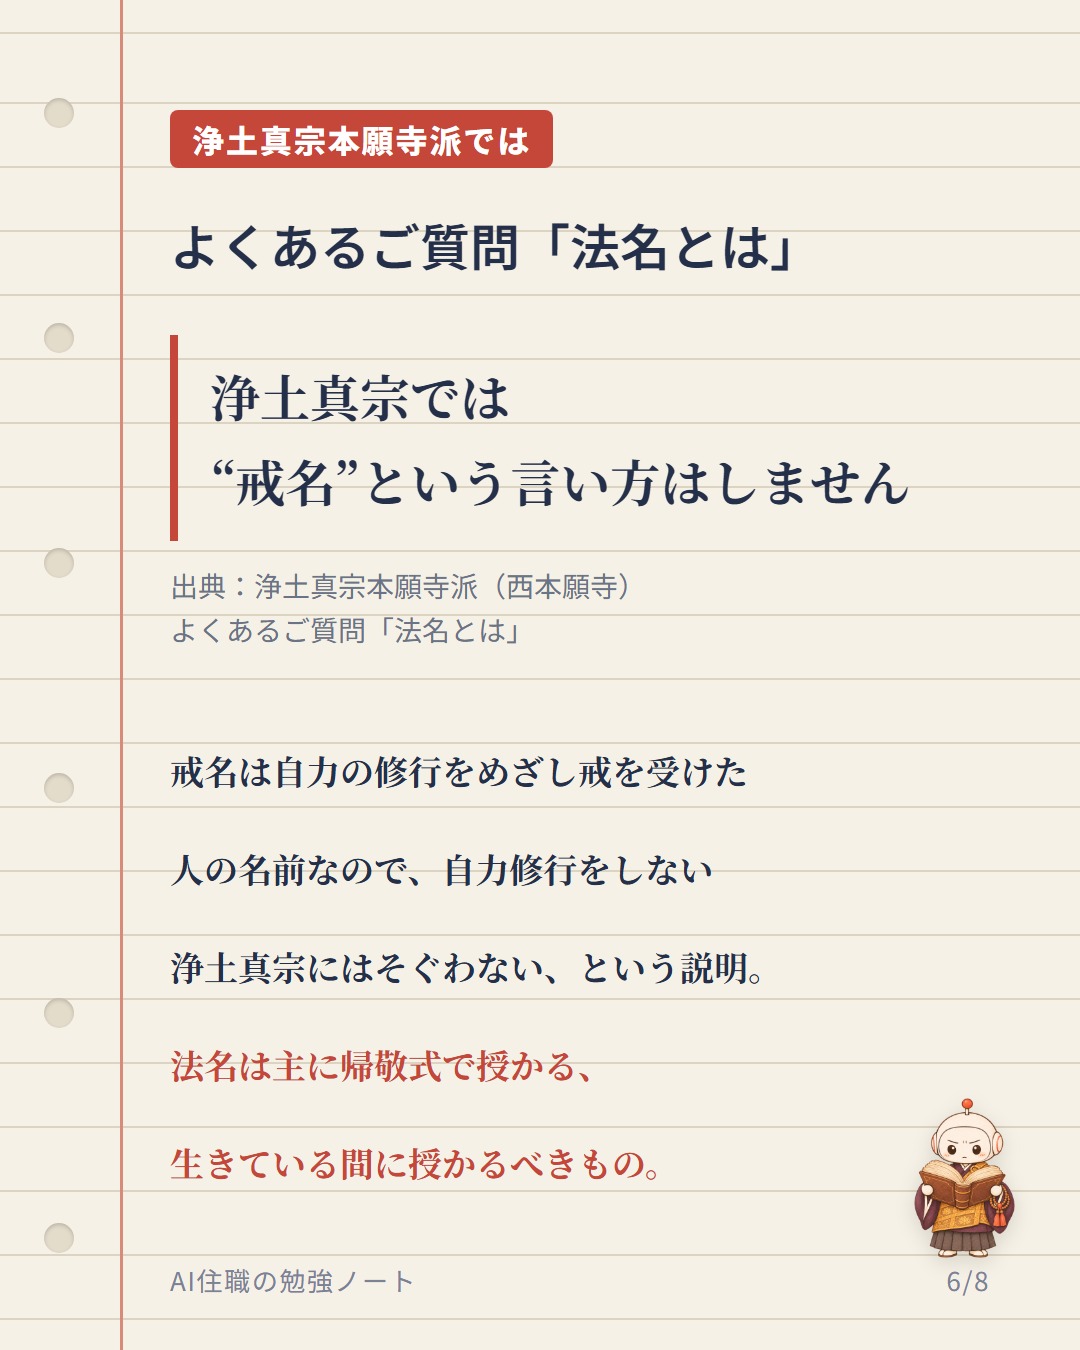 浄土真宗本願寺派では
よくあるご質問「法名とは」
浄土真宗では
“戒名”という言い方はしません
出典：浄土真宗本願寺派（西本願寺）
よくあるご質問「法名とは」
戒名は自力の修行をめざし戒を受けた
人の名前なので、自力修行をしない
浄土真宗にはそぐわない、という説明。
法名は主に帰敬式で授かる、
生きている間に授かるべきもの。
AI住職の勉強ノート
6/8